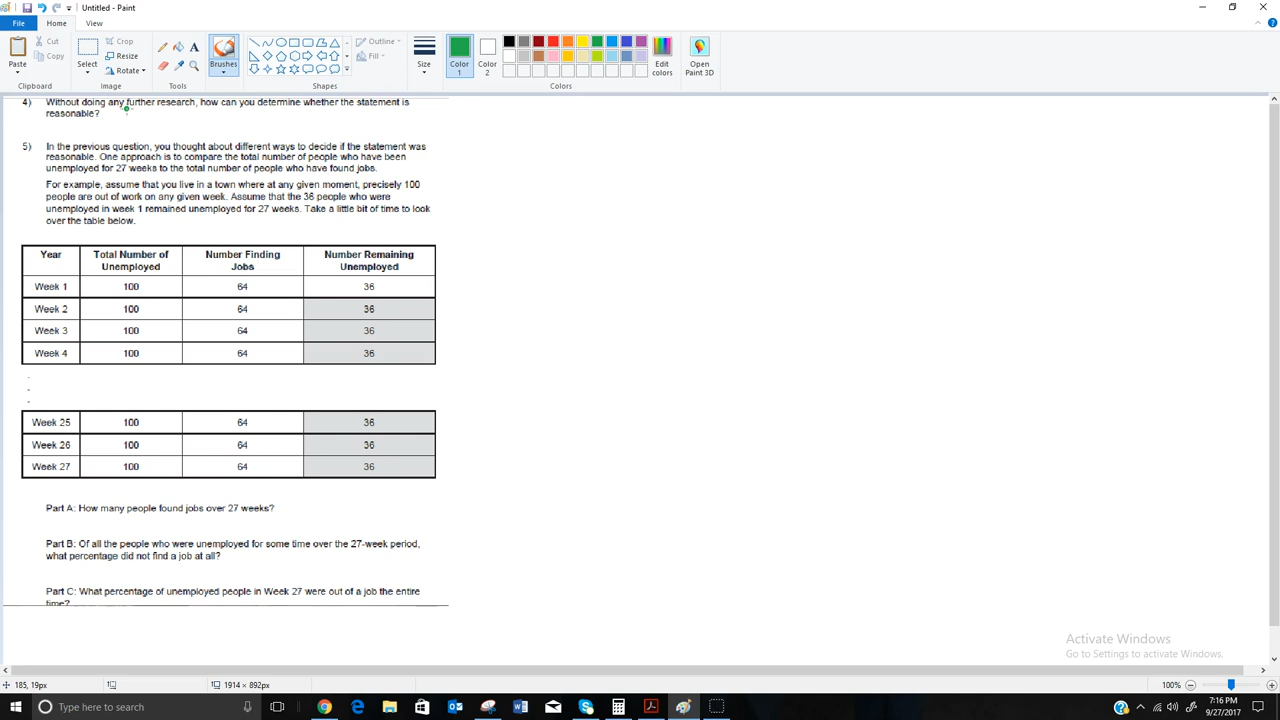 Untitled - Paint
File Home View
Paste
Cut
Copy
Clipboard
Select
Crop
Resize
Rotate
Image
Tools
Brushes
Outline
Fill
Shapes
Size
Color 1
Color 2
Edit colors
Open Paint 3D
Colors
4) Without doing any further research, how can you determine whether the statement is
reasonable?
5) In the previous question, you thought about different ways to decide if the statement was
reasonable. One approach is to compare the total number of people who have been
unemployed for 27 weeks to the total number of people who have found jobs.
For example, assume that you live in a town where at any given moment, precisely 100
people are out of work on any given week. Assume that the 36 people who were
unemployed in week 1 remained unemployed for 27 weeks. Take a little bit of time to look
over the table below.
Year Total Number of Unemployed Number Finding Jobs Number Remaining Unemployed
Week 1 100 64 36
Week 2 100 64 36
Week 3 100 64 36
Week 4 100 64 36
Week 25 100 64 36
Week 26 100 64 36
Week 27 100 64 36
Part A: How many people found jobs over 27 weeks?
Part B: Of all the people who were unemployed for some time over the 27-week period,
what percentage did not find a job at all?
Part C: What percentage of unemployed people in Week 27 were out of a job the entire
time?
Activate Windows
Go to Settings to activate Windows.
185, 19px
1914 × 892px
100%
Type here to search
7:16 PM
9/27/2017